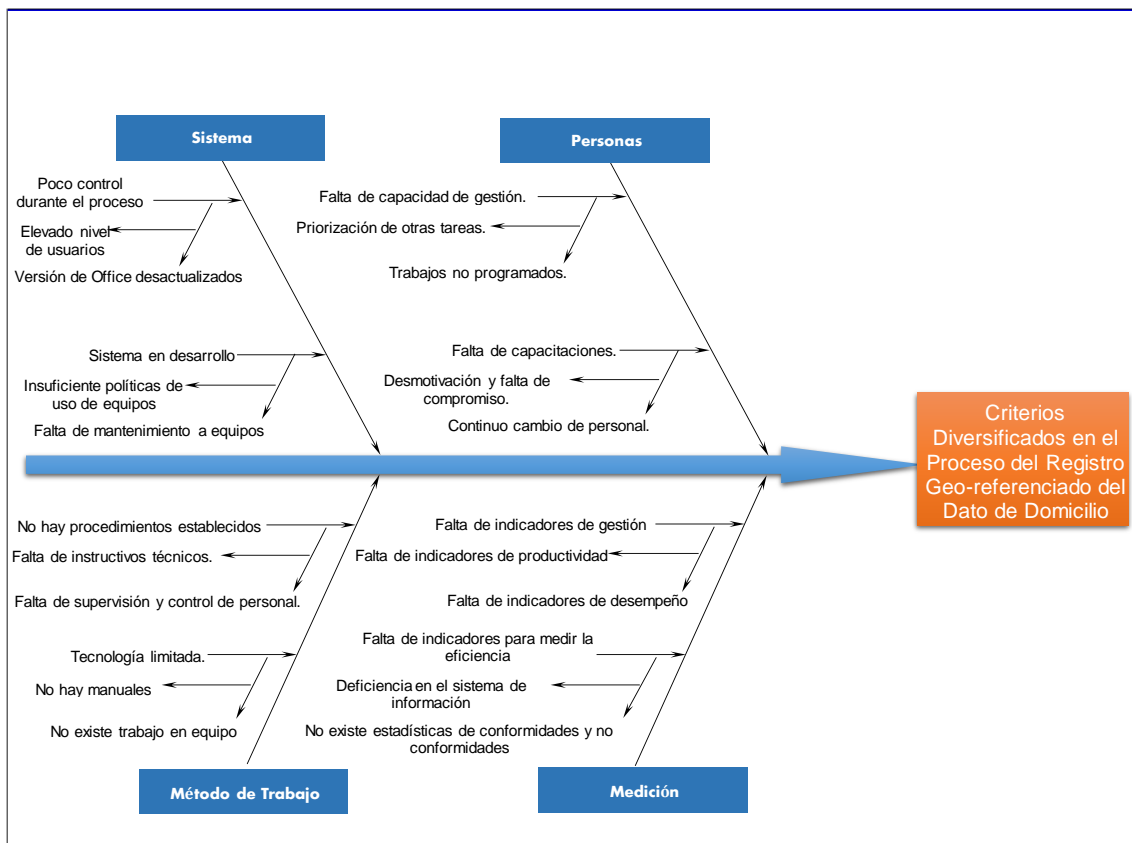 Sistema
Personas
Poco control
durante el proceso
Elevado nivel
de usuarios
Versión de Office desactualizados
Falta de capacidad de gestión.
Priorización de otras tareas.
Trabajos no programados.
Sistema en desarrollo
Insuficiente políticas de
uso de equipos
Falta de mantenimiento a equipos
Falta de capacitaciones.
Desmotivación y falta de
compromiso.
Continuo cambio de personal.
Criterios
Diversificados en el
Proceso del Registro
Geo-referenciado del
Dato de Domicilio
No hay procedimientos establecidos
Falta de instructivos técnicos.
Falta de supervisión y control de personal.
Falta de indicadores de gestión
Falta de indicadores de productividad
Falta de indicadores de desempeño
Tecnología limitada.
No hay manuales
No existe trabajo en equipo
Falta de indicadores para medir la
eficiencia
Deficiencia en el sistema de
información
No existe estadísticas de conformidades y no
conformidades
Método de Trabajo
Medición